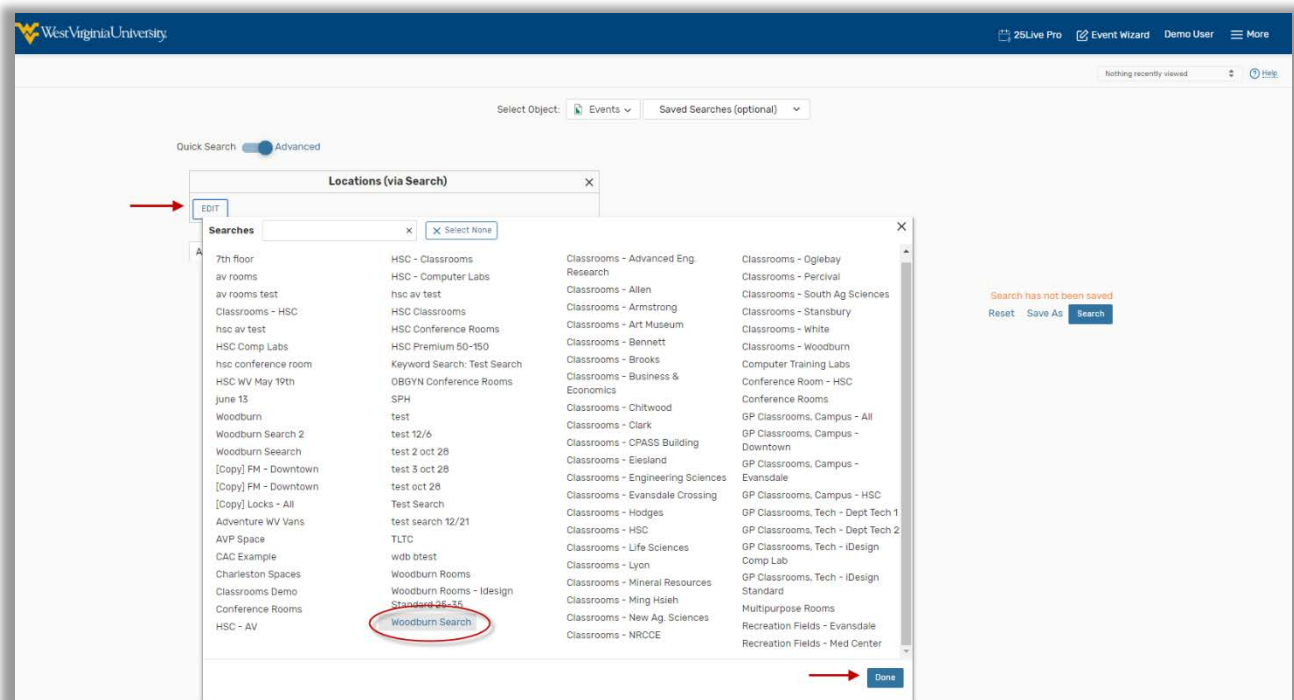 WestVirginiaUniversity.
25Live Pro Event Wizard Demo User More
Nothing recently viewed Help
Select Object: Events Saved Searches (optional)
Quick Search Advanced
Locations (via Search)
EDIT
Searches Select None
A
7th floor
av rooms
av rooms test
Classrooms - HSC
hsc av test
HSC Comp Labs
hsc conference room
HSC WV May 19th
june 13
Woodburn
Woodburn Search 2
Woodburn Seearch
[Copy] FM - Downtown
[Copy] FM - Downtown
[Copy] Locks - All
Adventure WV Vans
AVP Space
CAC Example
Charleston Spaces
Classrooms Demo
Conference Rooms
HSC - AV
HSC - Classrooms
HSC - Computer Labs
hsc av test
HSC Classrooms
HSC Conference Rooms
HSC Premium 50-150
Keyword Search: Test Search
OBGYN Conference Rooms
SPH
test
test 12/6
test 2 oct 28
test 3 oct 28
test oct 28
Test Search
test search 12/21
TLTC
wdb btest
Woodburn Rooms
Woodburn Rooms - Idesign
Standard 25-35
Woodburn Search
Classrooms - Advanced Eng.
Research
Classrooms - Allen
Classrooms - Armstrong
Classrooms - Art Museum
Classrooms - Bennett
Classrooms - Brooks
Classrooms - Business &
Economics
Classrooms - Chitwood
Classrooms - Clark
Classrooms - CPASS Building
Classrooms - Eiesland
Classrooms - Engineering Sciences
Classrooms - Evansdale Crossing
Classrooms - Hodges
Classrooms - HSC
Classrooms - Life Sciences
Classrooms - Lyon
Classrooms - Mineral Resources
Classrooms - Ming Hsieh
Classrooms - New Ag. Sciences
Classrooms - NRCCE
Classrooms - Oglebay
Classrooms - Percival
Classrooms - South Ag Sciences
Classrooms - Stansbury
Classrooms - White
Classrooms - Woodburn
Computer Training Labs
Conference Room - HSC
Conference Rooms
GP Classrooms, Campus - All
GP Classrooms, Campus -
Downtown
GP Classrooms, Campus -
Evansdale
GP Classrooms, Campus - HSC
GP Classrooms, Tech - Dept Tech 1
GP Classrooms, Tech - Dept Tech 2
GP Classrooms, Tech - iDesign
Comp Lab
GP Classrooms, Tech - iDesign
Standard
Multipurpose Rooms
Recreation Fields - Evansdale
Recreation Fields - Med Center
Search has not been saved
Reset Save As Search
Done